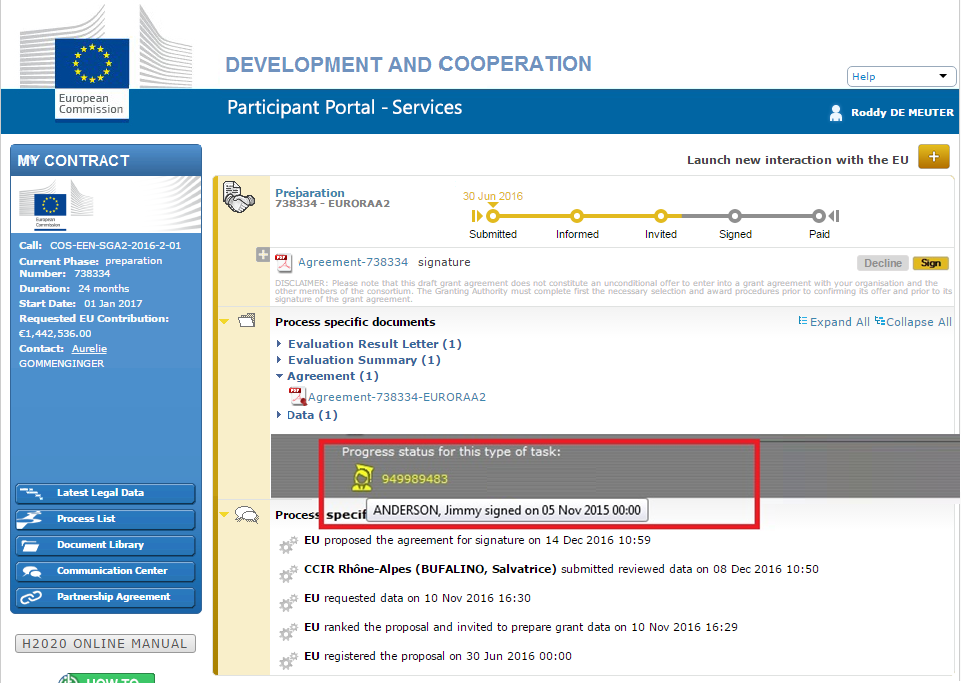 DEVELOPMENT AND COOPERATION
Help
European
Commission
Participant Portal - Services
Roddy DE MEUTER
MY CONTRACT
European
Commission
Call: COS-EEN-SGA2-2016-2-01
Current Phase: preparation
Number: 738334
Duration: 24 months
Start Date: 01 Jan 2017
Requested EU Contribution:
€1,442,536.00
Contact: Aurelie
GOMMENGINGER
Latest Legal Data
Process List
Document Library
Communication Center
Partnership Agreement
H2020 ONLINE MANUAL
HOW TO
Launch new interaction with the EU +
Preparation
738334 - EURORAA2
30 Jun 2016
Submitted Informed Invited Signed Paid
Agreement-738334 signature
Decline Sign
DISCLAIMER: Please note that this draft grant agreement does not constitute an unconditional offer to enter into a grant agreement with your organisation and the
other members of the consortium. The Granting Authority must complete first the necessary selection and award procedures prior to confirming its offer and prior to its
signature of the grant agreement.
Process specific documents
Expand All Collapse All
Evaluation Result Letter (1)
Evaluation Summary (1)
Agreement (1)
Agreement-738334-EURORAA2
Data (1)
Progress status for this type of task:
949989483
Process specif
ANDERSON, Jimmy signed on 05 Nov 2015 00:00
EU proposed the agreement for signature on 14 Dec 2016 10:59
CCIR Rhône-Alpes (BUFALINO, Salvatrice) submitted reviewed data on 08 Dec 2016 10:50
EU requested data on 10 Nov 2016 16:30
EU ranked the proposal and invited to prepare grant data on 10 Nov 2016 16:29
EU registered the proposal on 30 Jun 2016 00:00